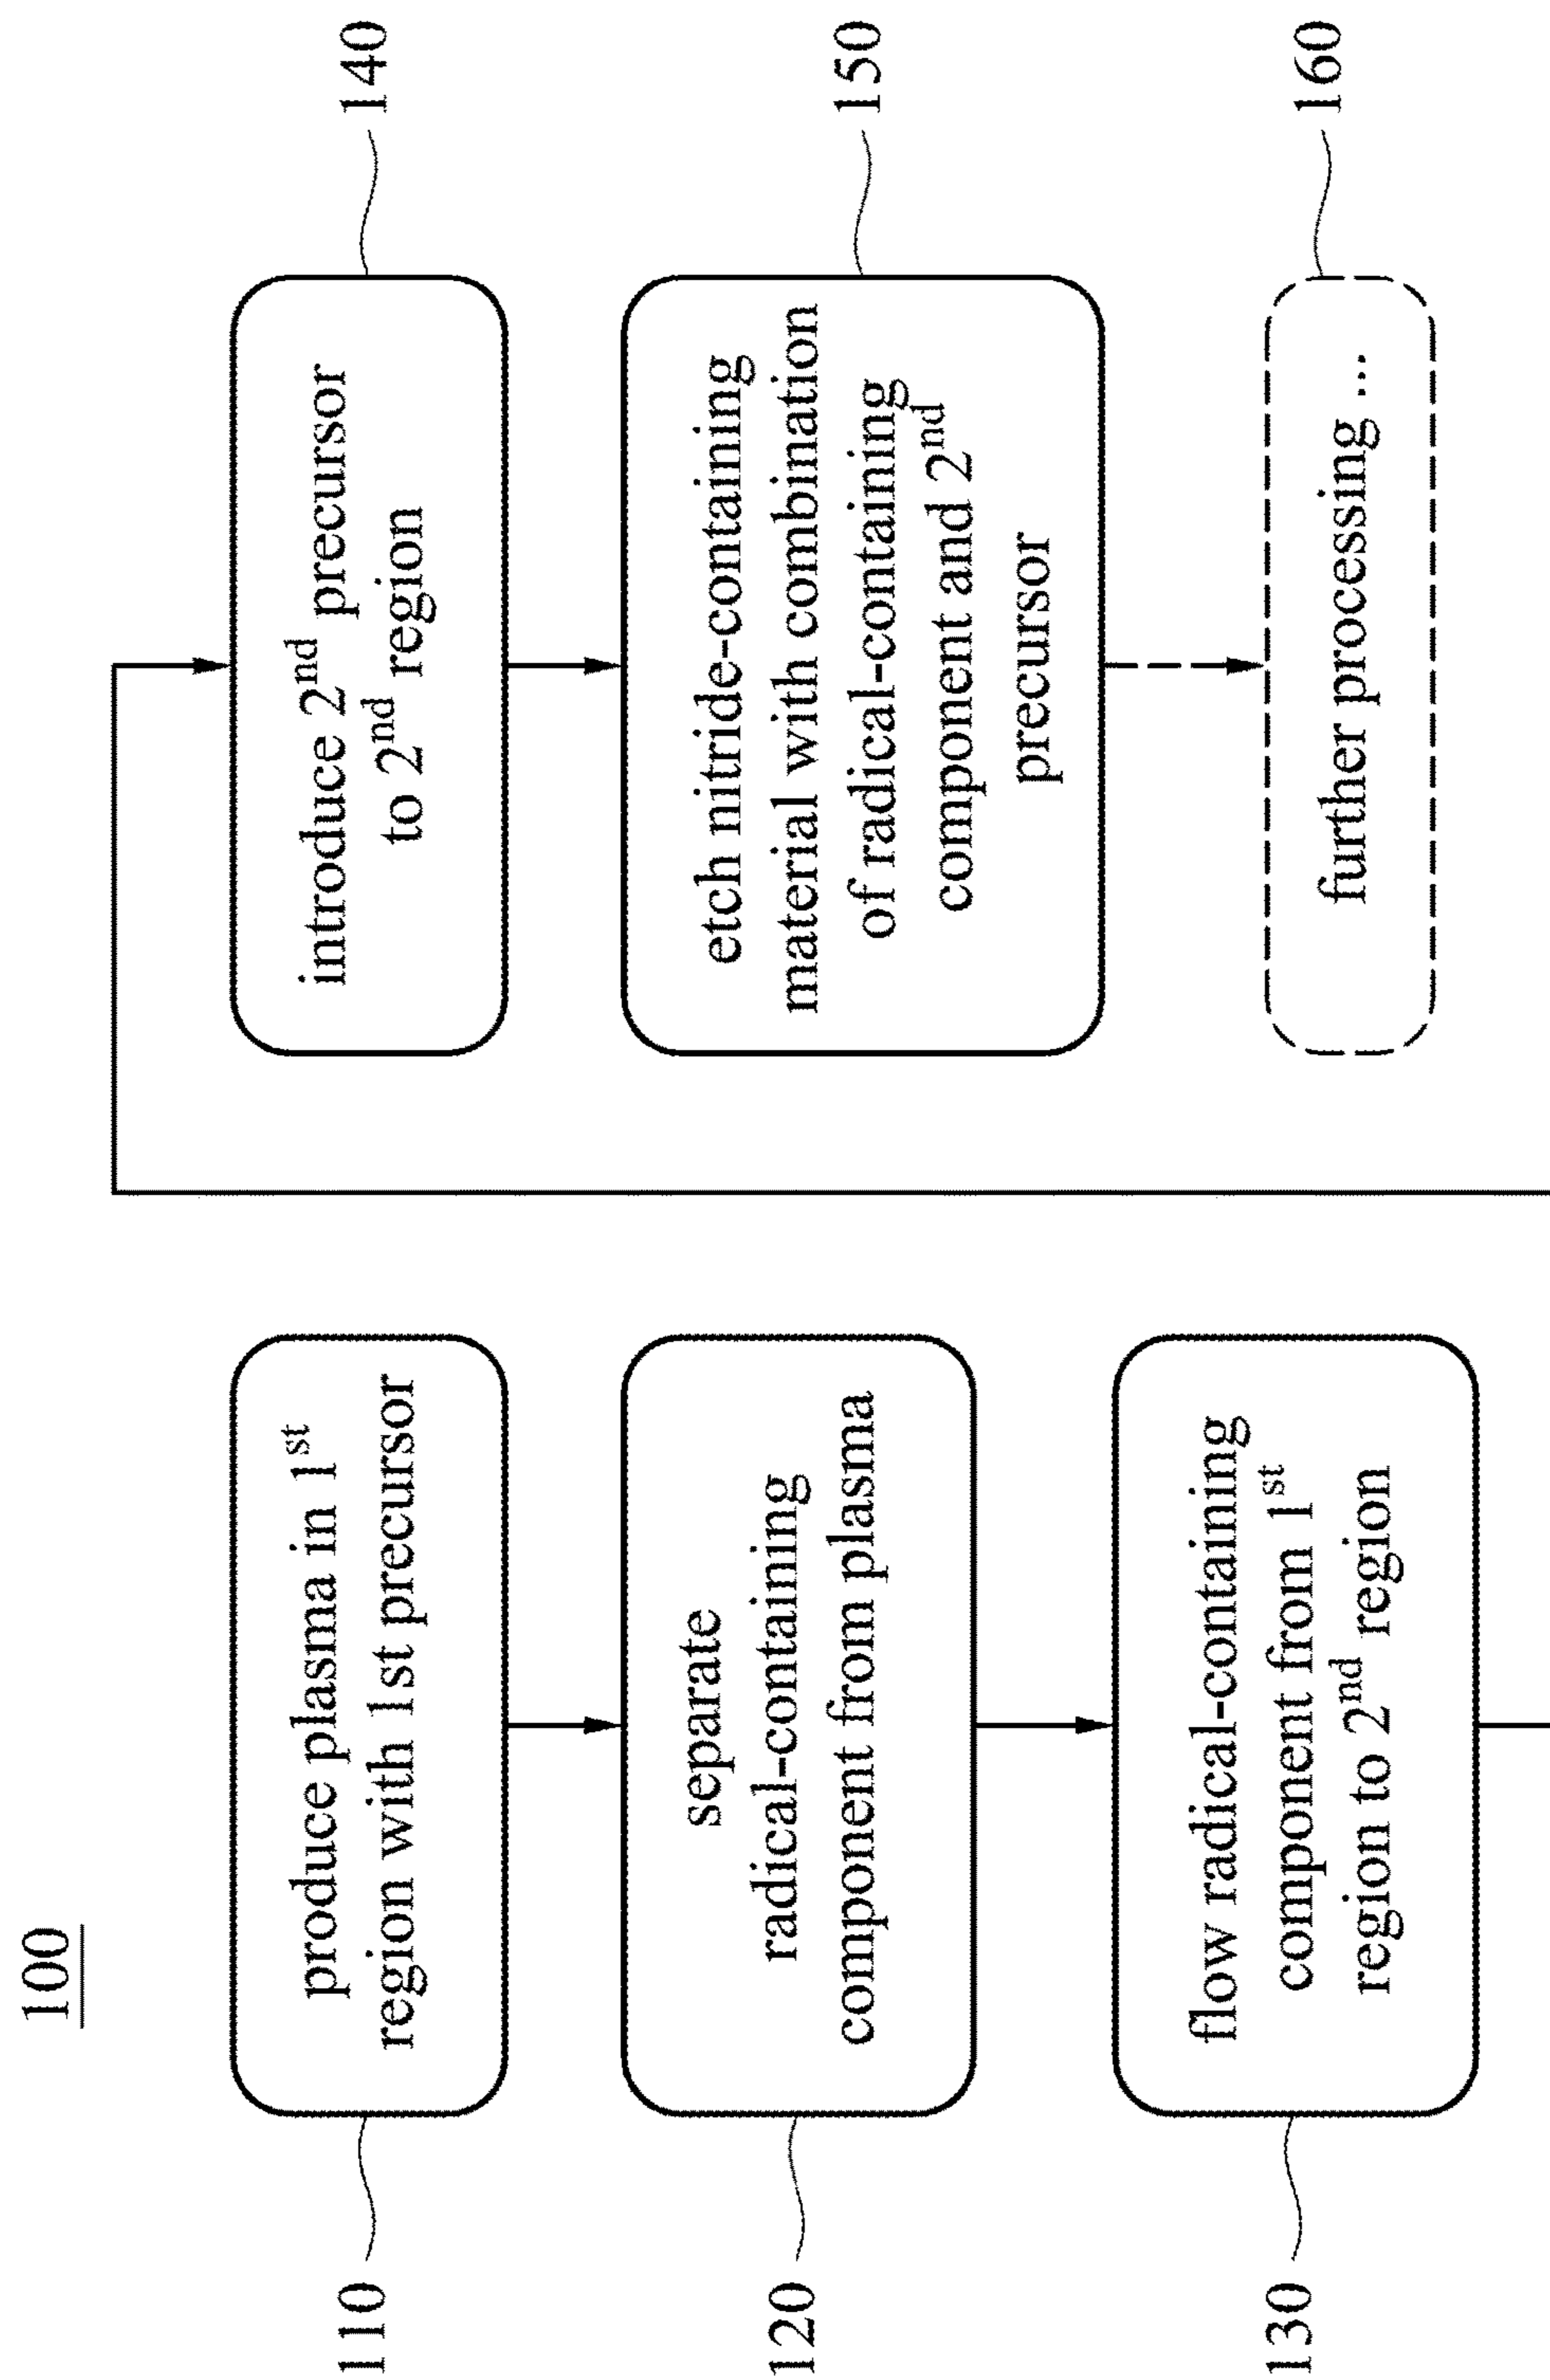 100
110
produce plasma in 1st
region with 1st precursor
120
separate
radical-containing
component from plasma
130
flow radical-containing
component from 1st
region to 2nd region
140
introduce 2nd precursor
to 2nd region
150
etch nitride-containing
material with combination
of radical-containing
component and 2nd
precursor
160
further processing ...